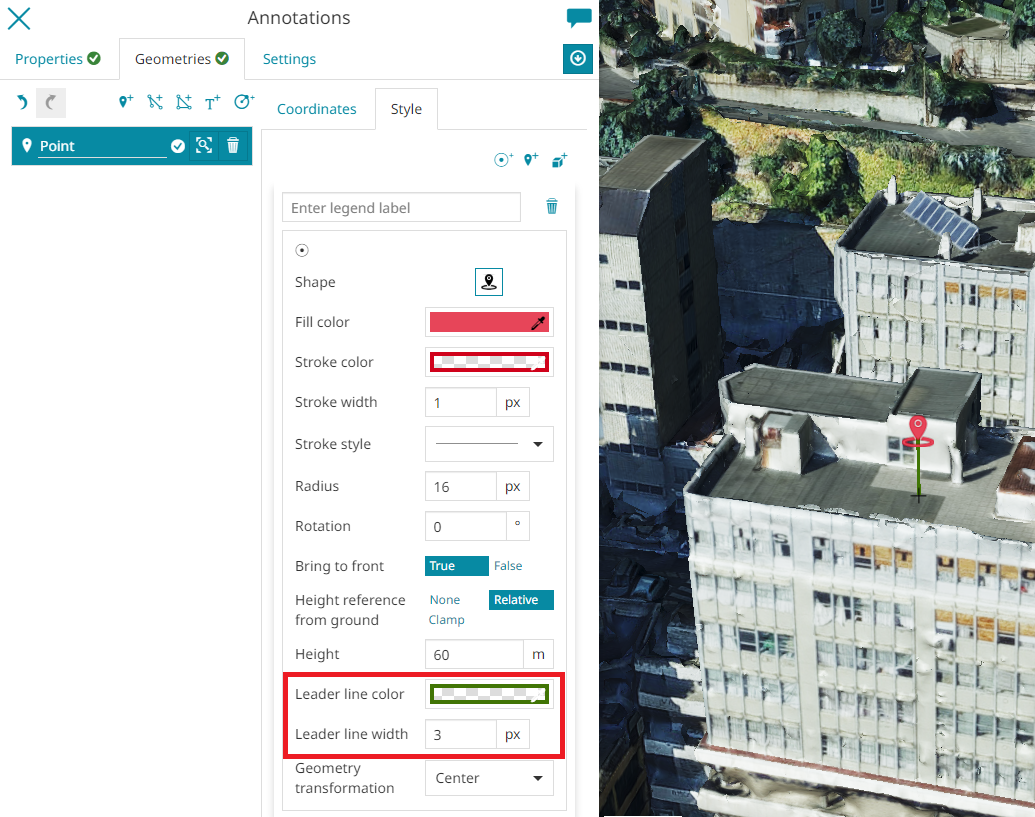 Annotations
Properties
Geometries
Settings
T+
Coordinates
Style
Point
Enter legend label
Shape
Fill color
Stroke color
Stroke width
1 px
Stroke style
Radius
16 px
Rotation
0 °
Bring to front
True False
Height reference
from ground
None Relative
Clamp
Height
60 m
Leader line color
Leader line width
3 px
Geometry
transformation
Center